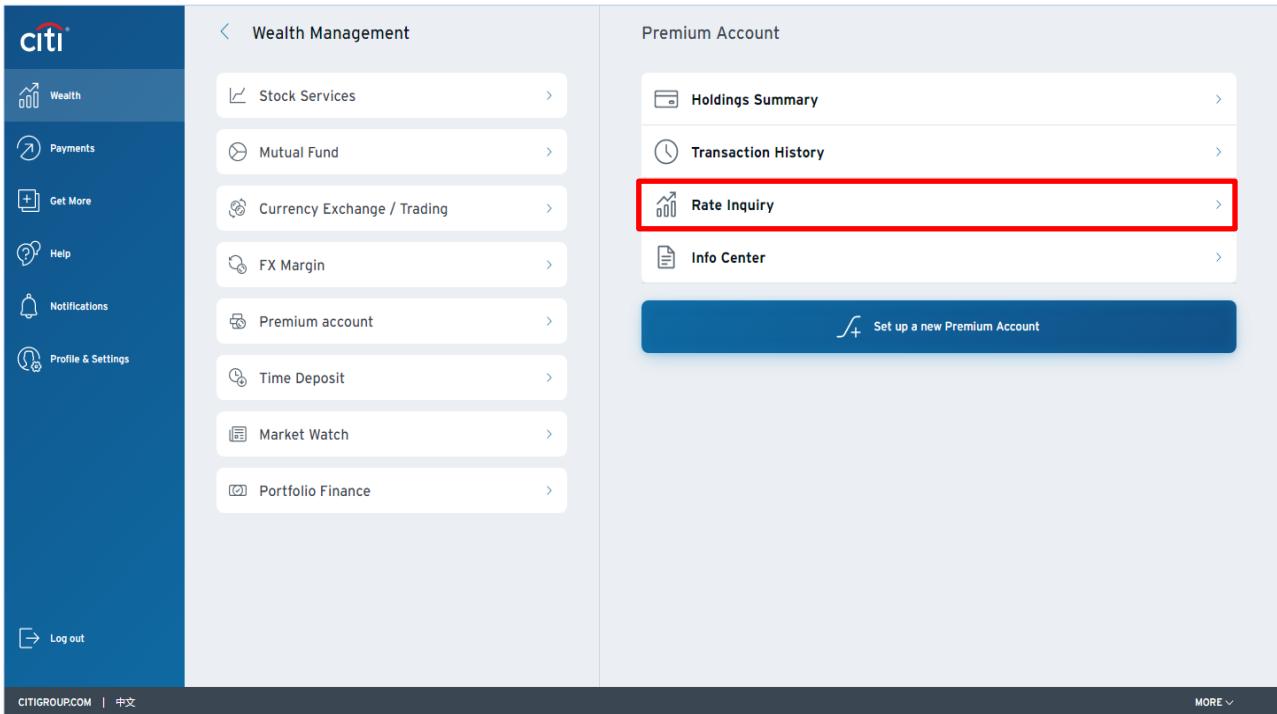 citi
Wealth
Payments
Get More
Help
Notifications
Profile & Settings
Log out
Wealth Management
Stock Services
Mutual Fund
Currency Exchange / Trading
FX Margin
Premium account
Time Deposit
Market Watch
Portfolio Finance
Premium Account
Holdings Summary
Transaction History
Rate Inquiry
Info Center
Set up a new Premium Account
CITIGROUP.COM | 中文
MORE